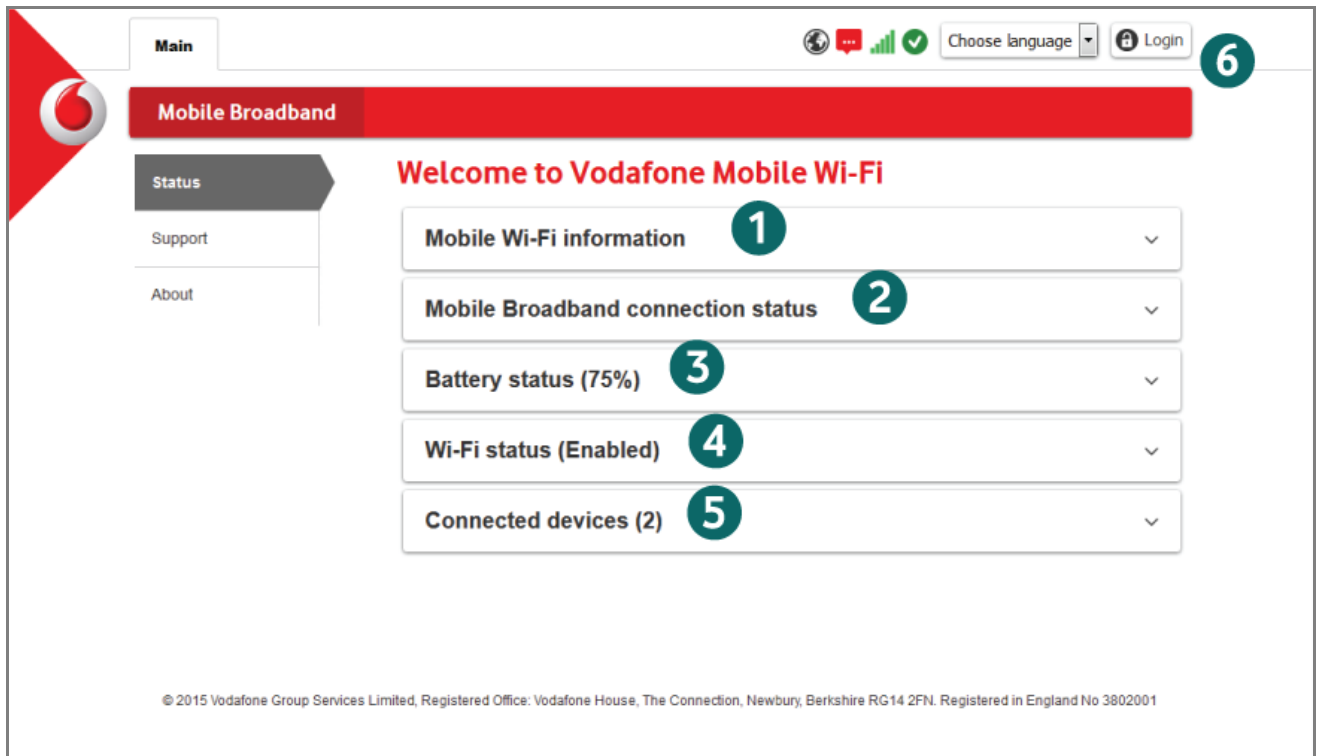 Main
Choose language
Login
6
Mobile Broadband
Status
Support
About
Welcome to Vodafone Mobile Wi-Fi
Mobile Wi-Fi information 1
Mobile Broadband connection status 2
Battery status (75%) 3
Wi-Fi status (Enabled) 4
Connected devices (2) 5
© 2015 Vodafone Group Services Limited, Registered Office: Vodafone House, The Connection, Newbury, Berkshire RG14 2FN. Registered in England No 3802001